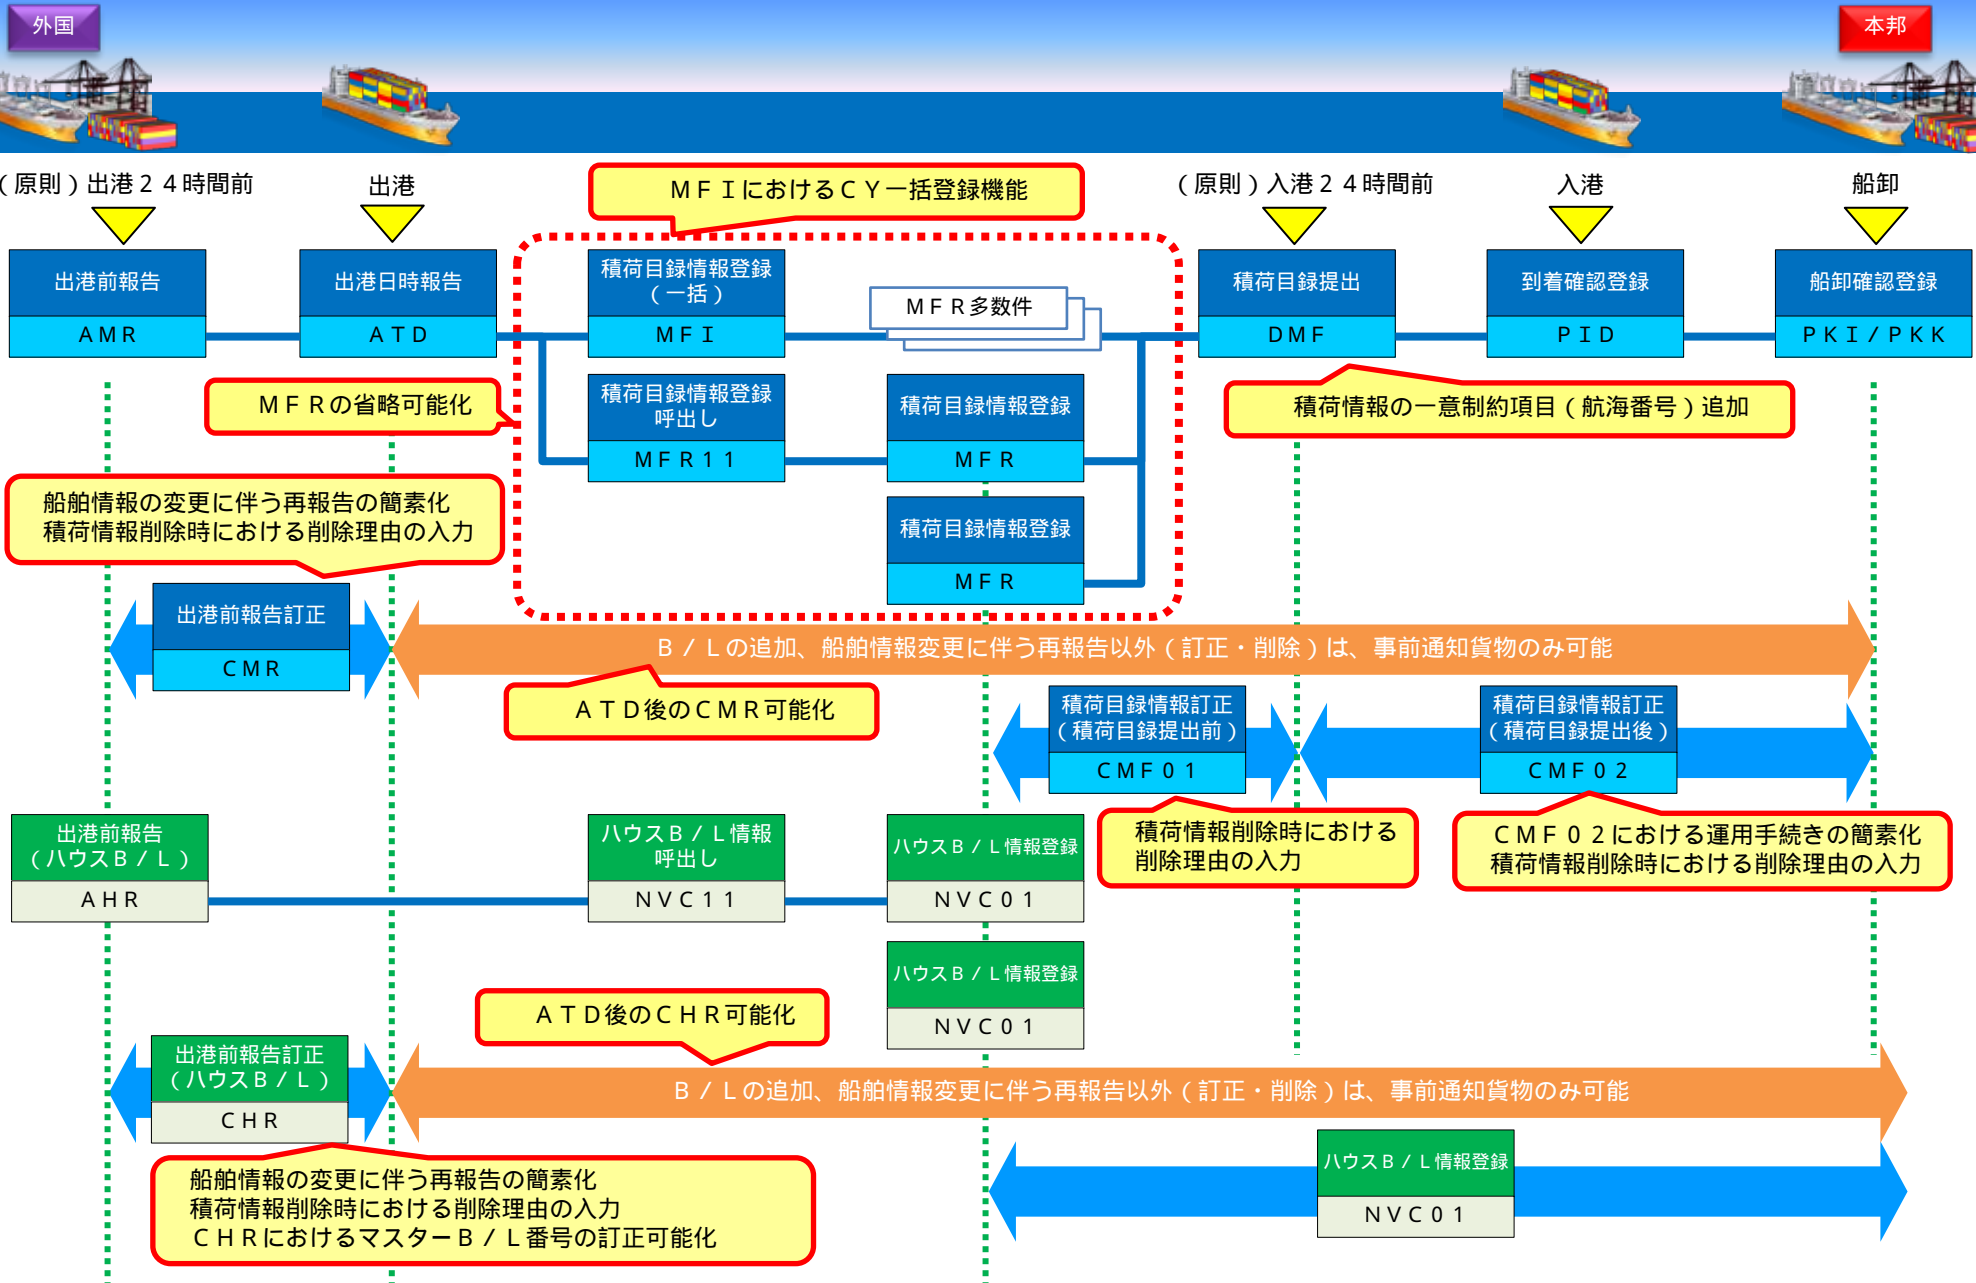 外国
本邦
（原則）出港２４時間前
出港
ＭＦＩにおけるＣＹ一括登録機能
（原則）入港２４時間前
入港
船卸
出港前報告
ＡＭＲ
出港日時報告
ＡＴＤ
積荷目録情報登録
（一括）
ＭＦＩ
ＭＦＲ多数件
積荷目録提出
ＤＭＦ
到着確認登録
ＰＩＤ
船卸確認登録
ＰＫＩ／ＰＫＫ
ＭＦＲの省略可能化
積荷目録情報登録
呼出し
ＭＦＲ１１
積荷目録情報登録
ＭＦＲ
積荷情報の一意制約項目（航海番号）追加
船舶情報の変更に伴う再報告の簡素化
積荷情報削除時における削除理由の入力
積荷目録情報登録
ＭＦＲ
出港前報告訂正
ＣＭＲ
Ｂ／Ｌの追加、船舶情報変更に伴う再報告以外（訂正・削除）は、事前通知貨物のみ可能
ＡＴＤ後のＣＭＲ可能化
積荷目録情報訂正
（積荷目録提出前）
ＣＭＦ０１
積荷目録情報訂正
（積荷目録提出後）
ＣＭＦ０２
積荷情報削除時における
削除理由の入力
ＣＭＦ０２における運用手続きの簡素化
積荷情報削除時における削除理由の入力
出港前報告
（ハウスＢ／Ｌ）
ＡＨＲ
ハウスＢ／Ｌ情報
呼出し
ＮＶＣ１１
ハウスＢ／Ｌ情報登録
ＮＶＣ０１
ハウスＢ／Ｌ情報登録
ＮＶＣ０１
ＡＴＤ後のＣＨＲ可能化
出港前報告訂正
（ハウスＢ／Ｌ）
ＣＨＲ
Ｂ／Ｌの追加、船舶情報変更に伴う再報告以外（訂正・削除）は、事前通知貨物のみ可能
船舶情報の変更に伴う再報告の簡素化
積荷情報削除時における削除理由の入力
ＣＨＲにおけるマスターＢ／Ｌ番号の訂正可能化
ハウスＢ／Ｌ情報登録
ＮＶＣ０１